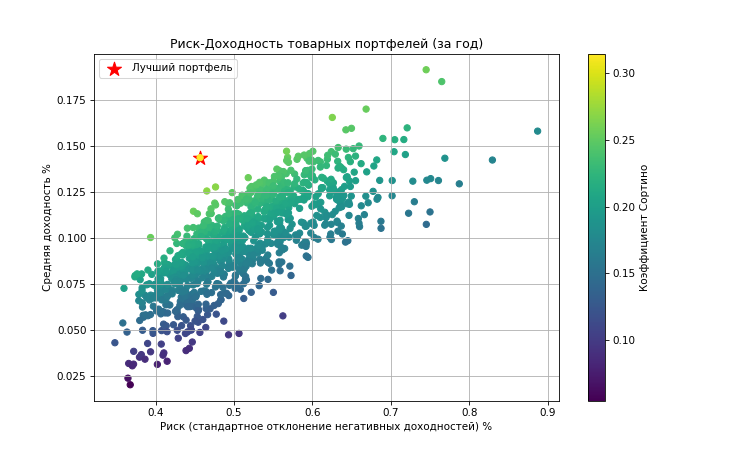 Риск-Доходность товарных портфелей (за год)
Лучший портфель
Средняя доходность %
0.175
0.150
0.125
0.100
0.075
0.050
0.025
0.4 0.5 0.6 0.7 0.8 0.9
Риск (стандартное отклонение негативных доходностей) %
0.30
0.25
0.20
0.15
0.10
Коэффициент Сортино